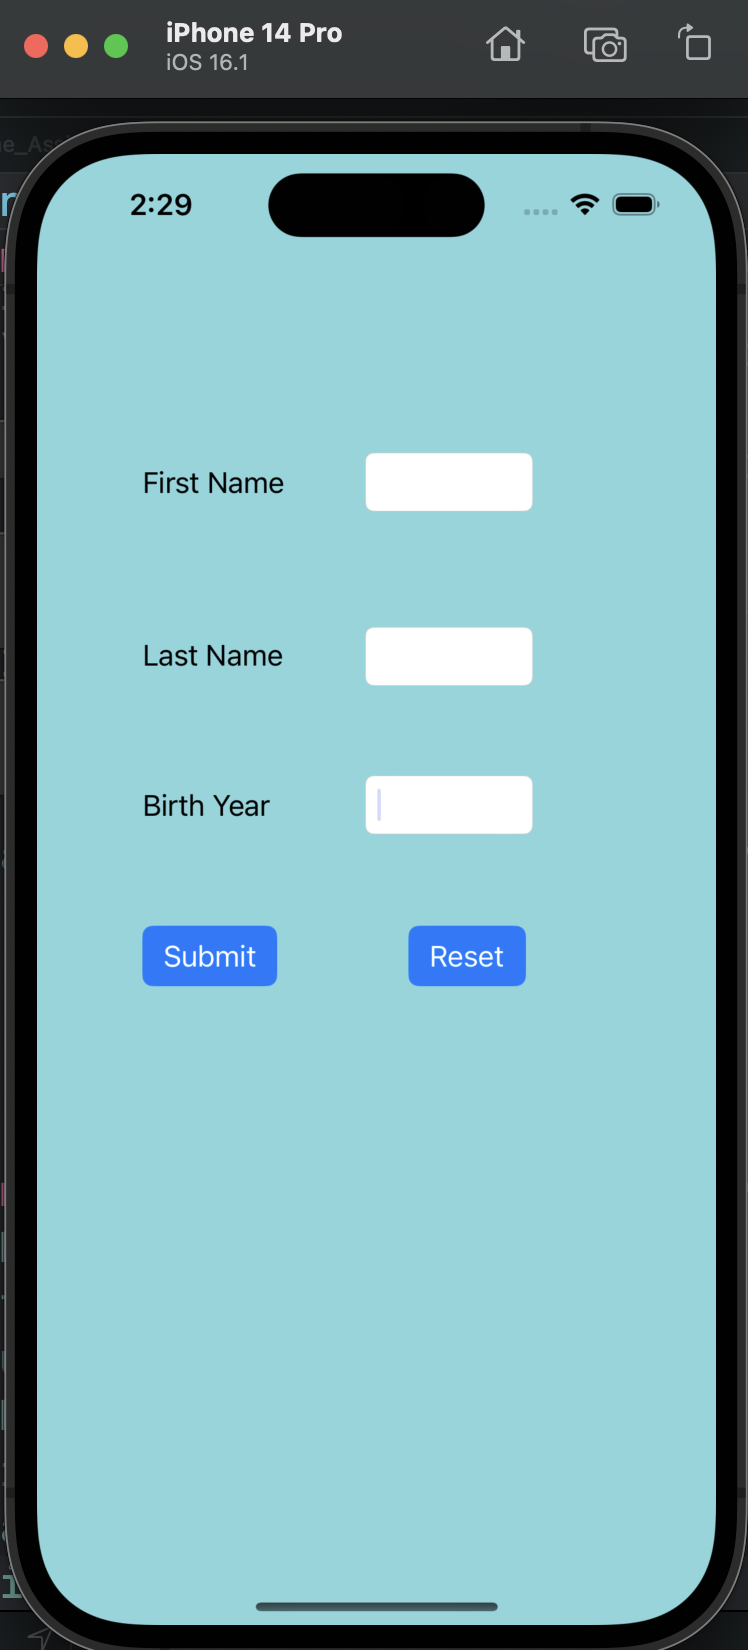 iPhone 14 Pro
iOS 16.1
2:29
First Name
Last Name
Birth Year
Submit Reset